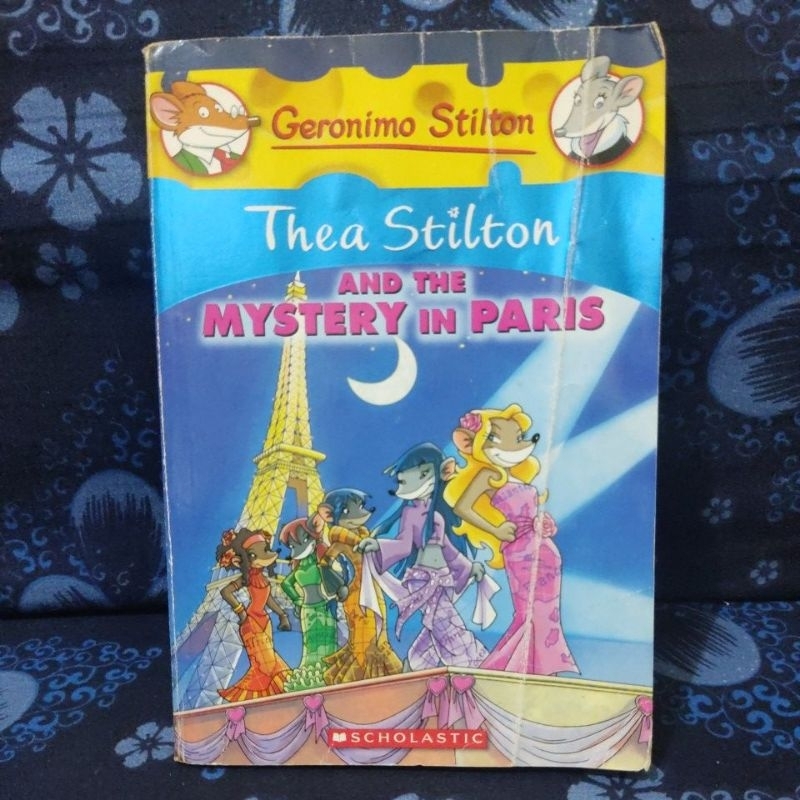 Geronimo Stilton
Thea Stilton
AND THE
MYSTERY IN PARIS
SCHOLASTIC